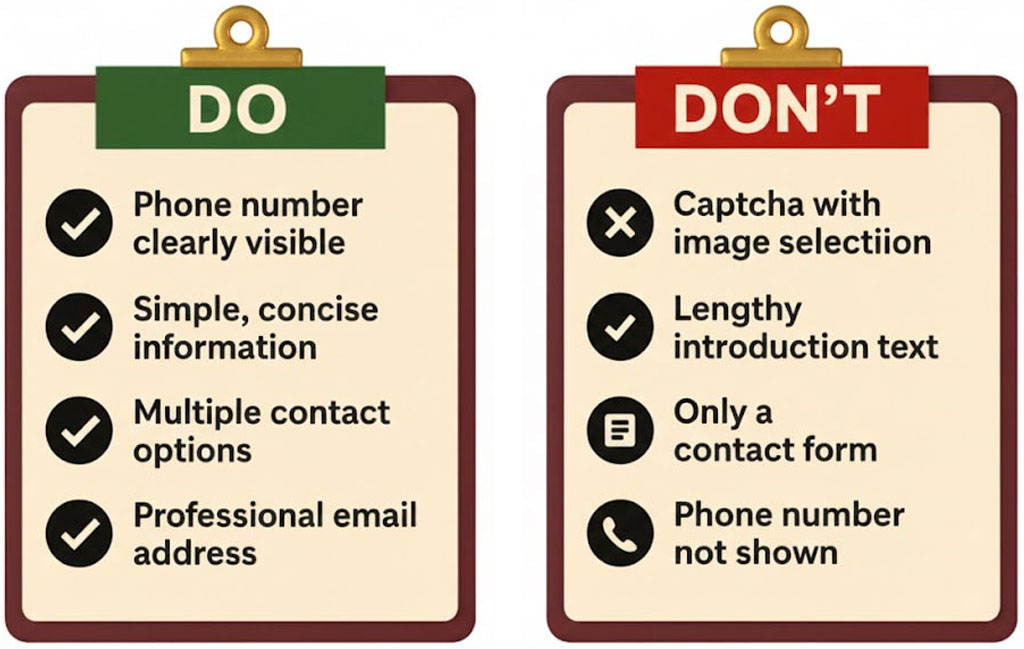 DO
Phone number
clearly visible
Simple, concise
information
Multiple contact
options
Professional email
address
DON'T
Captcha with
image selectiion
Lengthy
introduction text
Only a
contact form
Phone number
not shown